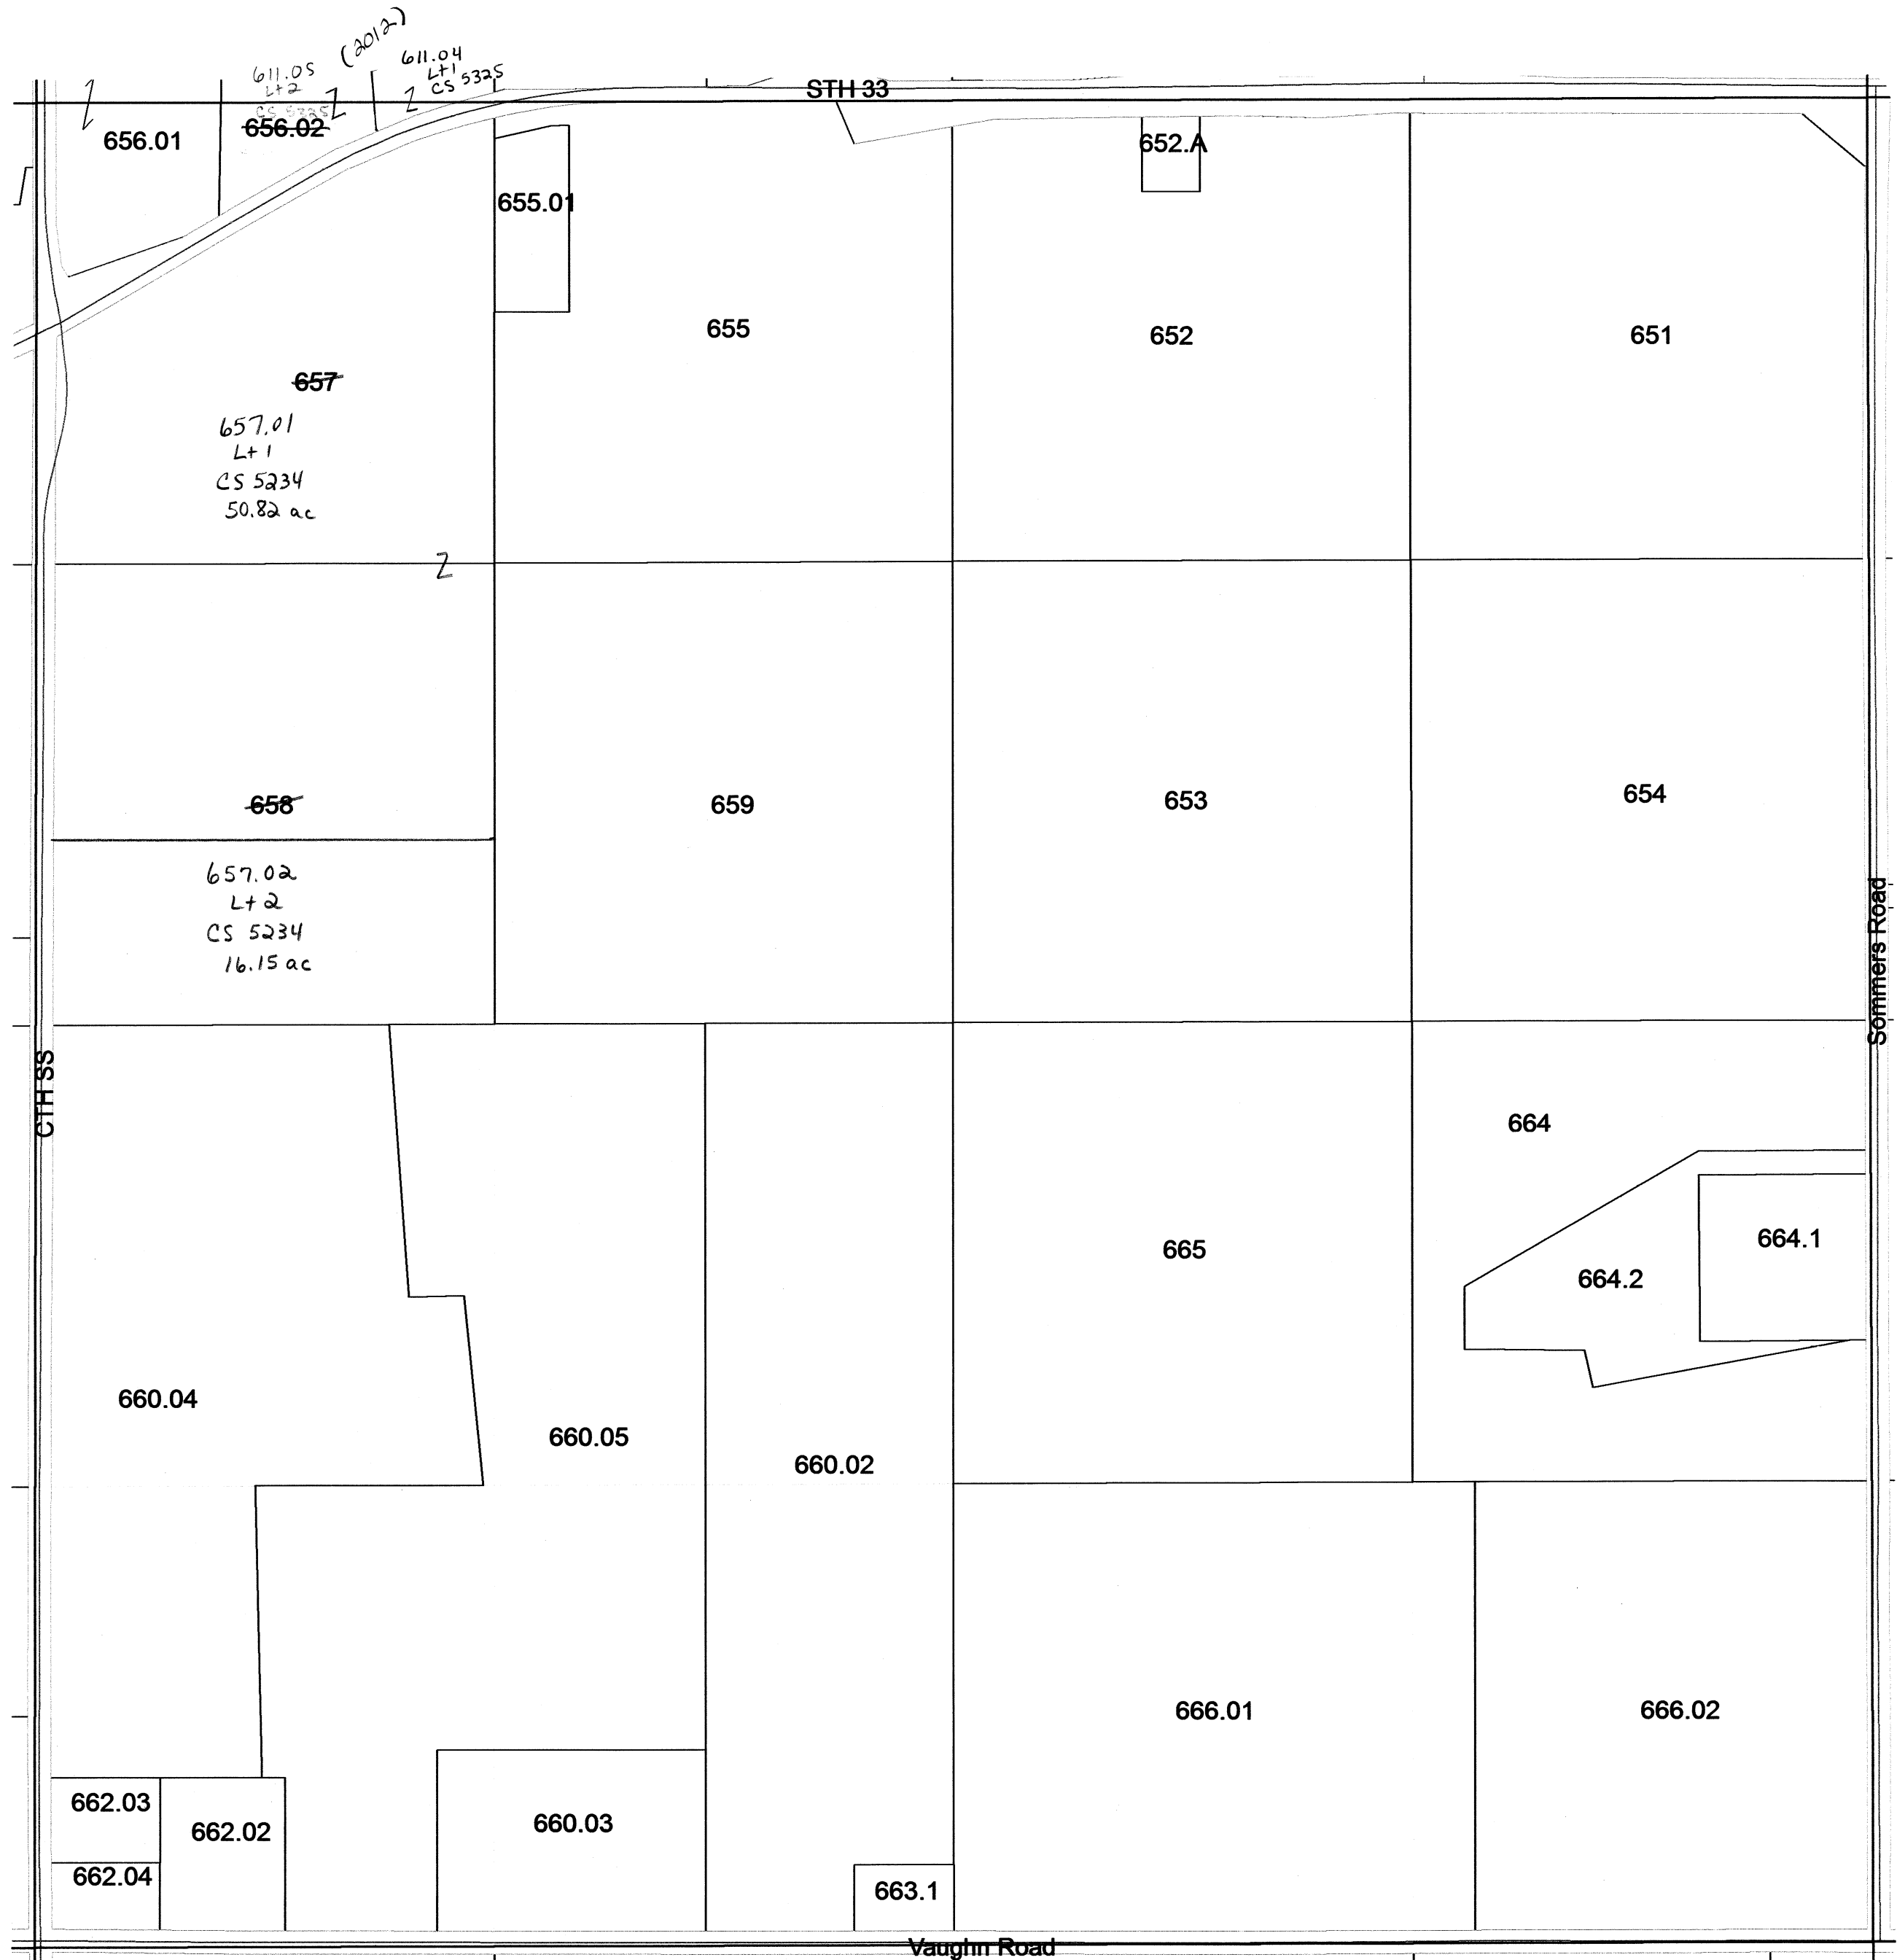 (2012)
611.05
Lt 2
CS 5325
611.04
Lt 1
CS 5325
STH 33
656.01
656.02
652.A
655.01
655
652
651
657
657.01
Lt 1
CS 5234
50.82 ac
658
659
653
654
657.02
Lt 2
CS 5234
16.15 ac
Sommers Road
CTH SS
664
665
664.1
664.2
660.04
660.05
660.02
666.01
666.02
662.03
662.02
660.03
662.04
663.1
Vaughn Road